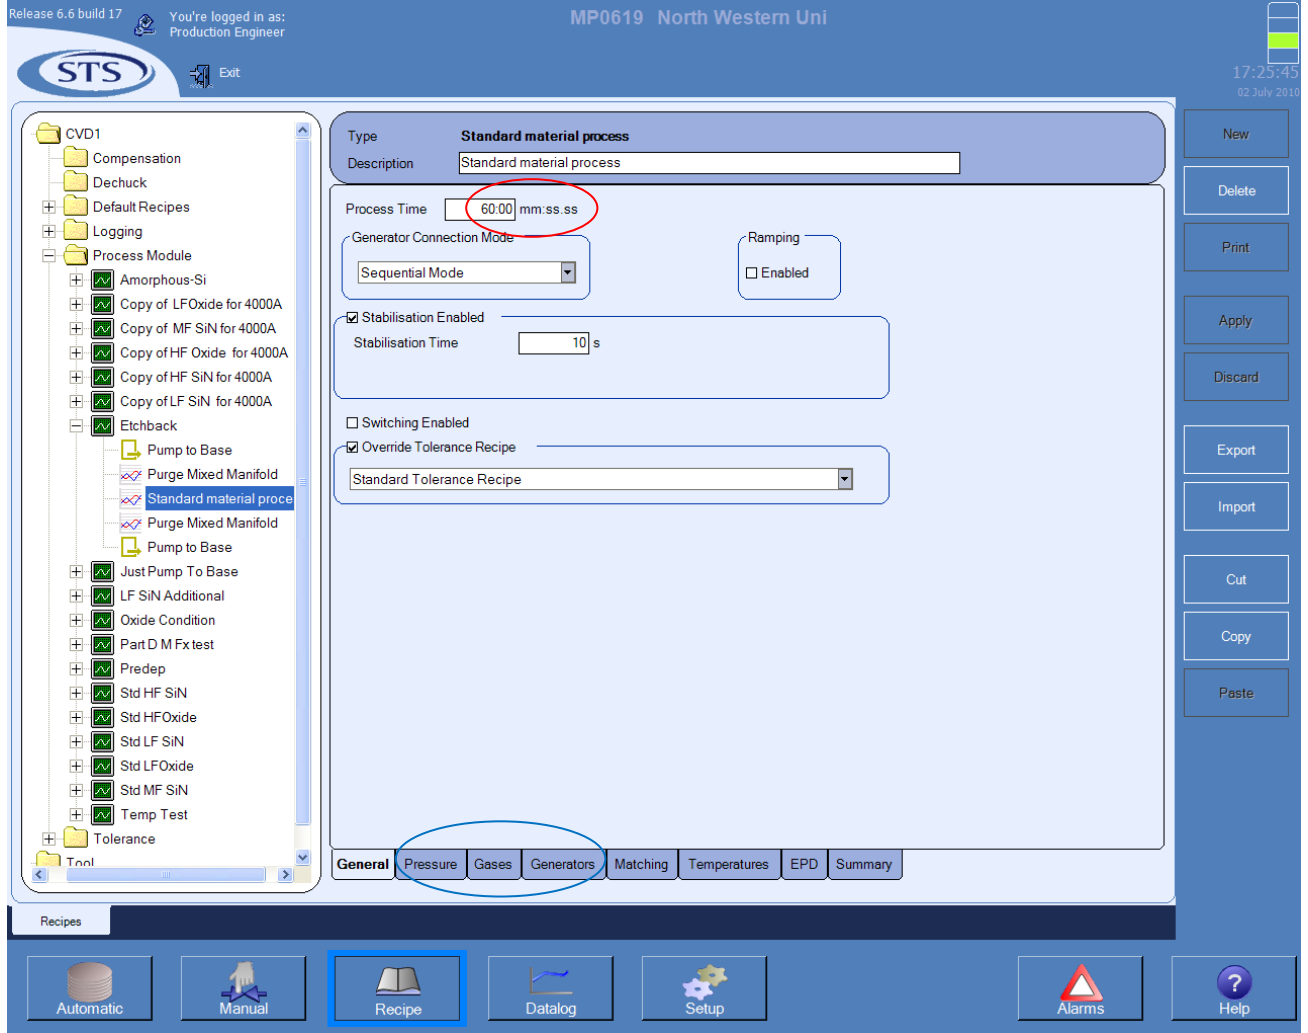 Release 6.6 build 17
You're logged in as:
Production Engineer
MP0619 North Western Uni
STS
Exit
17:25:45
02 July 2010
CVD1
Compensation
Dechuck
Default Recipes
Logging
Process Module
Amorphous-Si
Copy of LFOxide for 4000A
Copy of MF SiN for 4000A
Copy of HF Oxide for 4000A
Copy of HF SiN for 4000A
Copy of LF SiN for 4000A
Etchback
Pump to Base
Purge Mixed Manifold
Standard material proce
Purge Mixed Manifold
Pump to Base
Just Pump To Base
LF SiN Additional
Oxide Condition
Part D M Fx test
Predep
Std HF SiN
Std HFOxide
Std LF SiN
Std LFOxide
Std MF SiN
Temp Test
Tolerance
Tool
Type Standard material process
Description Standard material process
Process Time 60:00 mm:ss.ss
Generator Connection Mode
Sequential Mode
Ramping
Enabled
Stabilisation Enabled
Stabilisation Time 10 s
Switching Enabled
Override Tolerance Recipe
Standard Tolerance Recipe
General Pressure Gases Generators Matching Temperatures EPD Summary
New
Delete
Print
Apply
Discard
Export
Import
Cut
Copy
Paste
Recipes
Automatic
Manual
Recipe
Datalog
Setup
Alarms
?
Help